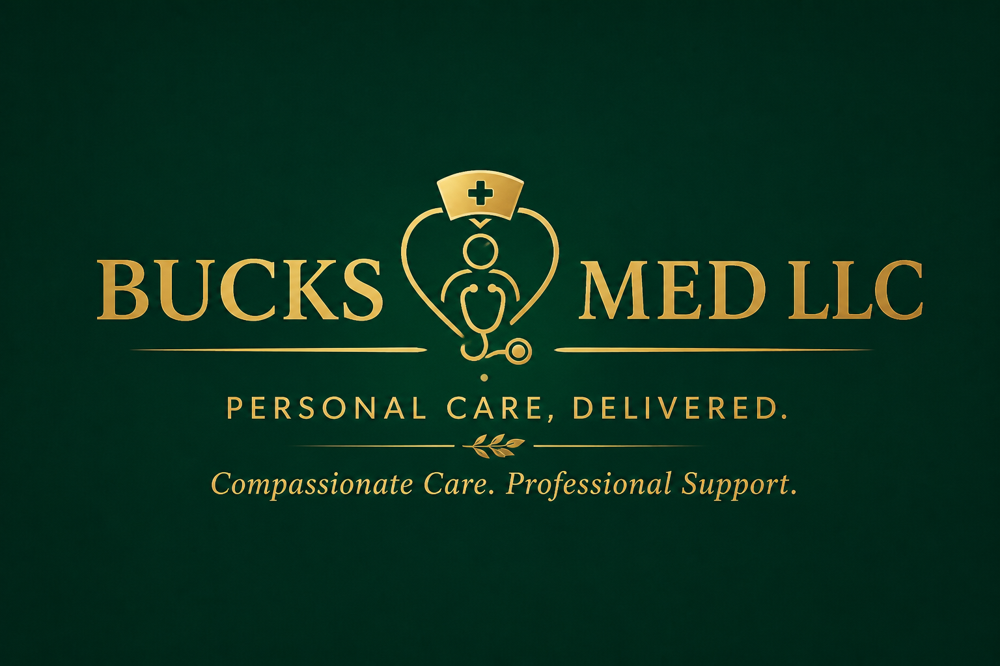 BUCKS MED LLC
PERSONAL CARE, DELIVERED.
Compassionate Care. Professional Support.